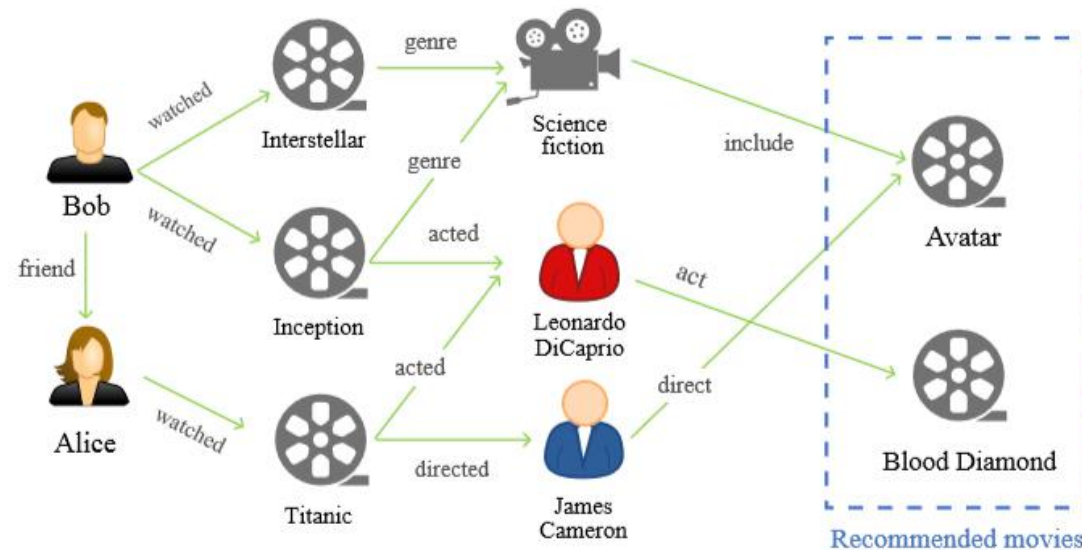 genre
watched
Interstellar
Science
fiction
include
genre
Bob
watched
acted
Avatar
friend
act
Inception
Leonardo
DiCaprio
acted
direct
watched
Alice
directed
Blood Diamond
Titanic
James
Cameron
Recommended movies